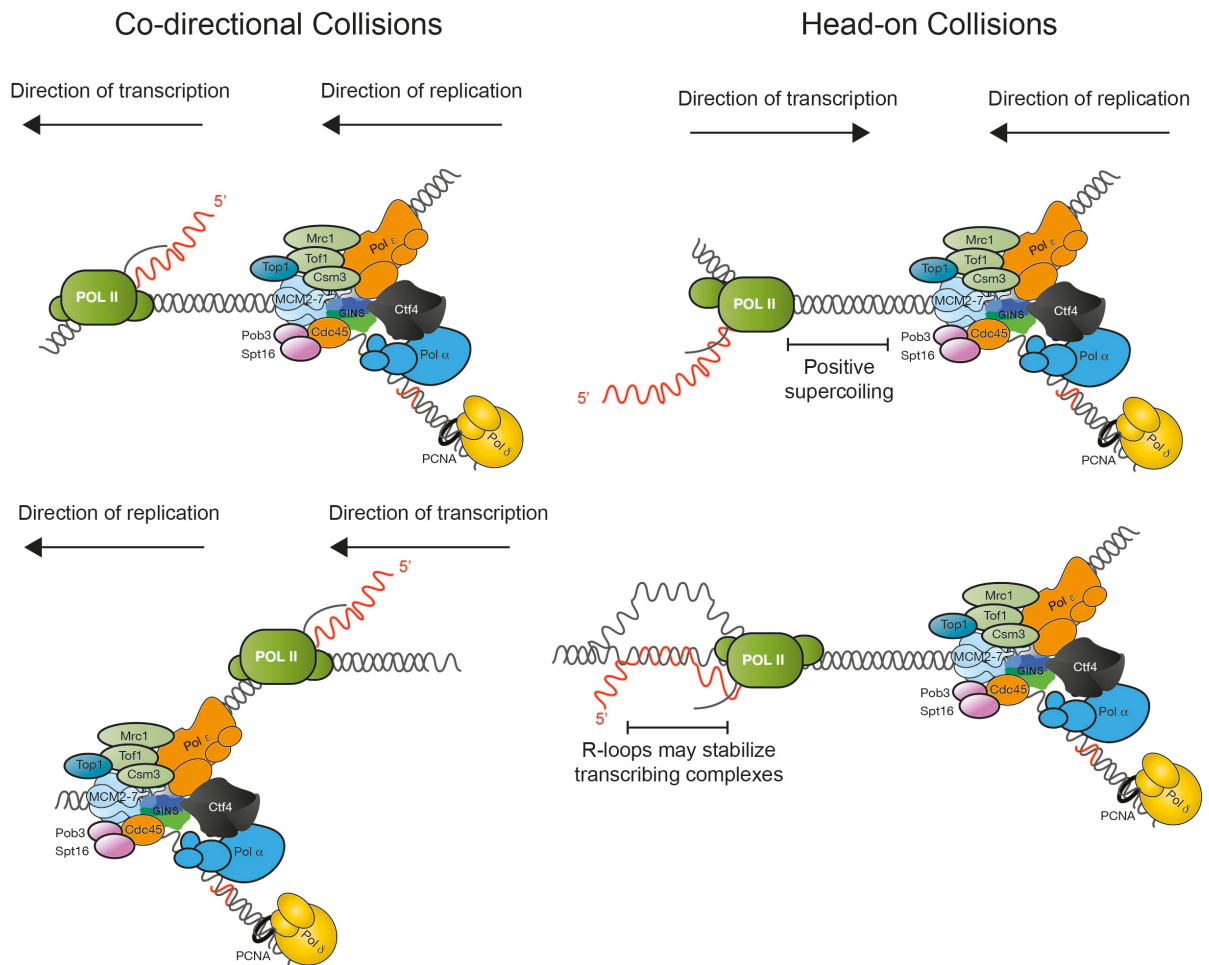 Co-directional Collisions
Head-on Collisions
Direction of transcription
Direction of replication
5'
Mrc1
Pol ε
Tof1
Top1
Csm3
POL II
MCM2-7
GINS
Ctf4
Pob3
Cdc45
Spt16
Pol α
Pol δ
PCNA
Direction of transcription
Direction of replication
Mrc1
Pol ε
Tof1
Top1
Csm3
POL II
MCM2-7
GINS
Ctf4
Pob3
Cdc45
Spt16
Pol α
Positive
supercoiling
5'
Pol δ
PCNA
Direction of replication
Direction of transcription
5'
POL II
Mrc1
Pol ε
Tof1
Top1
Csm3
MCM2-7
GINS
Ctf4
Pob3
Cdc45
Spt16
Pol α
Pol δ
PCNA
Mrc1
Pol ε
Tof1
Top1
Csm3
POL II
MCM2-7
GINS
Ctf4
Pob3
Cdc45
Spt16
Pol α
5'
R-loops may stabilize
transcribing complexes
Pol δ
PCNA